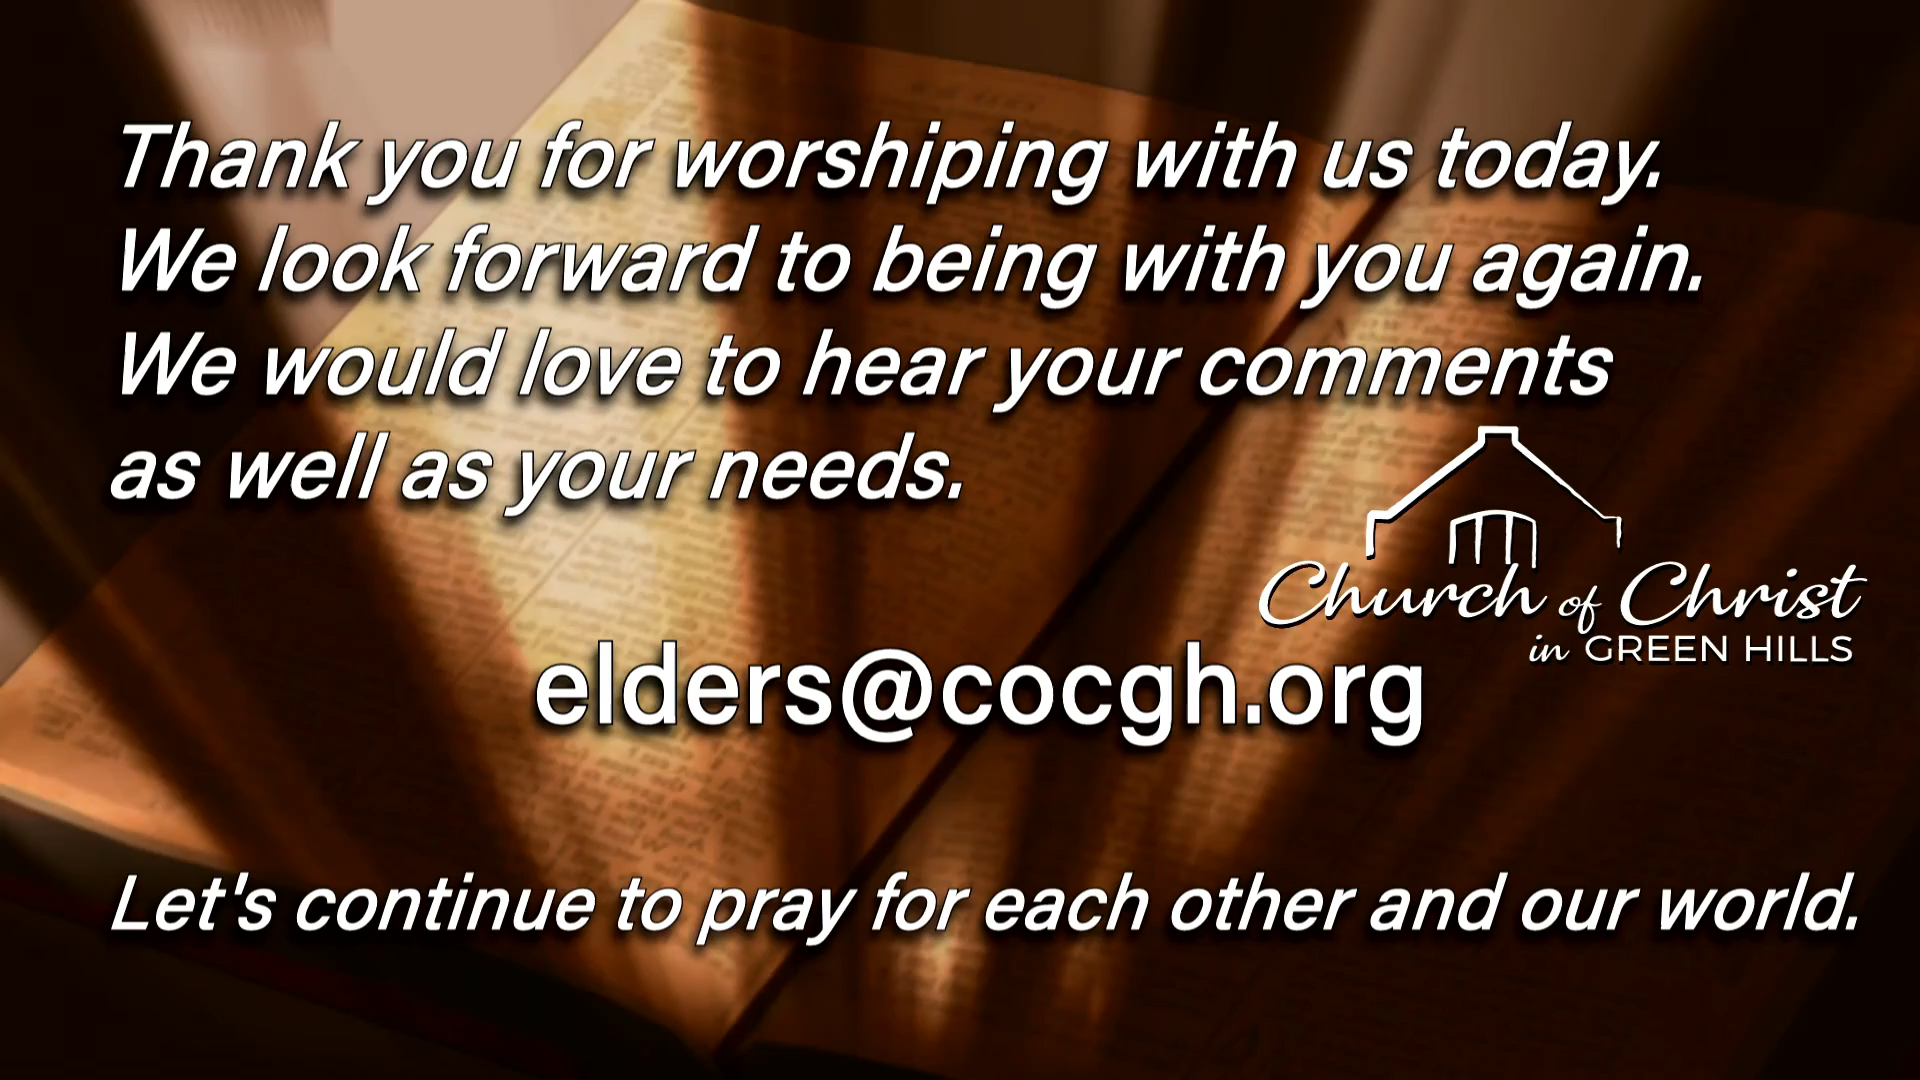 Thank you for worshiping with us today.
We look forward to being with you again.
We would love to hear your comments
as well as your needs.
Church of Christ
in GREEN HILLS
elders@cocgh.org
Let's continue to pray for each other and our world.